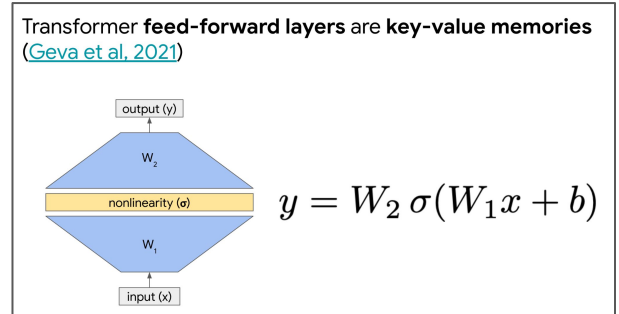 Transformer feed-forward layers are key-value memories
(Geva et al, 2021)
output (y)
W₂
nonlinearity (σ)
y = W₂ σ(W₁x + b)
W₁
input (x)